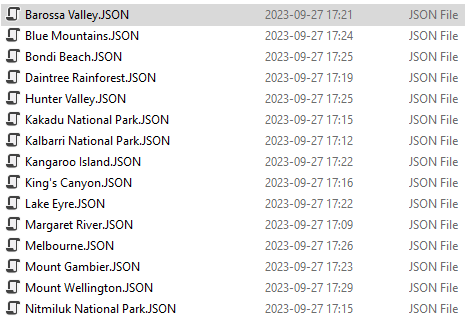 Barossa Valley.JSON 2023-09-27 17:21 JSON File
Blue Mountains.JSON 2023-09-27 17:24 JSON File
Bondi Beach.JSON 2023-09-27 17:25 JSON File
Daintree Rainforest.JSON 2023-09-27 17:19 JSON File
Hunter Valley.JSON 2023-09-27 17:25 JSON File
Kakadu National Park.JSON 2023-09-27 17:15 JSON File
Kalbarri National Park.JSON 2023-09-27 17:12 JSON File
Kangaroo Island.JSON 2023-09-27 17:22 JSON File
King's Canyon.JSON 2023-09-27 17:16 JSON File
Lake Eyre.JSON 2023-09-27 17:22 JSON File
Margaret River.JSON 2023-09-27 17:09 JSON File
Melbourne.JSON 2023-09-27 17:26 JSON File
Mount Gambier.JSON 2023-09-27 17:23 JSON File
Mount Wellington.JSON 2023-09-27 17:29 JSON File
Nitmiluk National Park.JSON 2023-09-27 17:15 JSON File